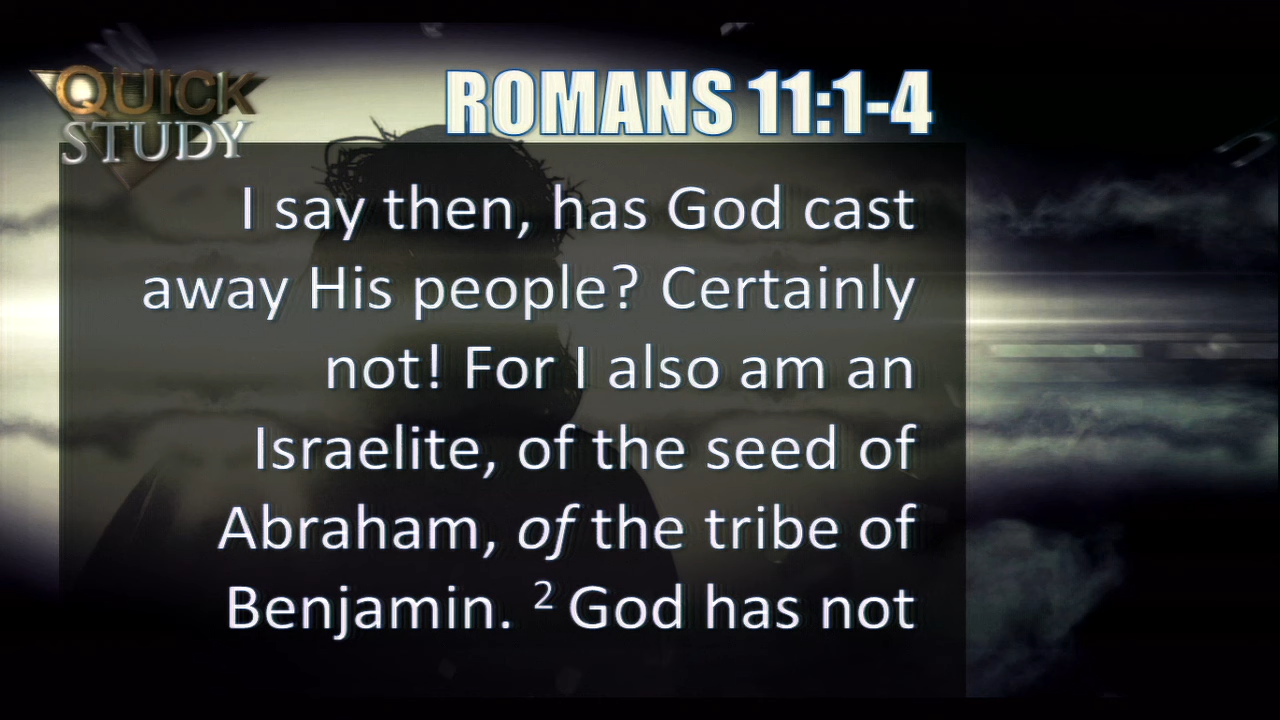 QUICK
STUDY
ROMANS 11:1-4
I say then, has God cast
away His people? Certainly
not! For I also am an
Israelite, of the seed of
Abraham, of the tribe of
Benjamin. ² God has not